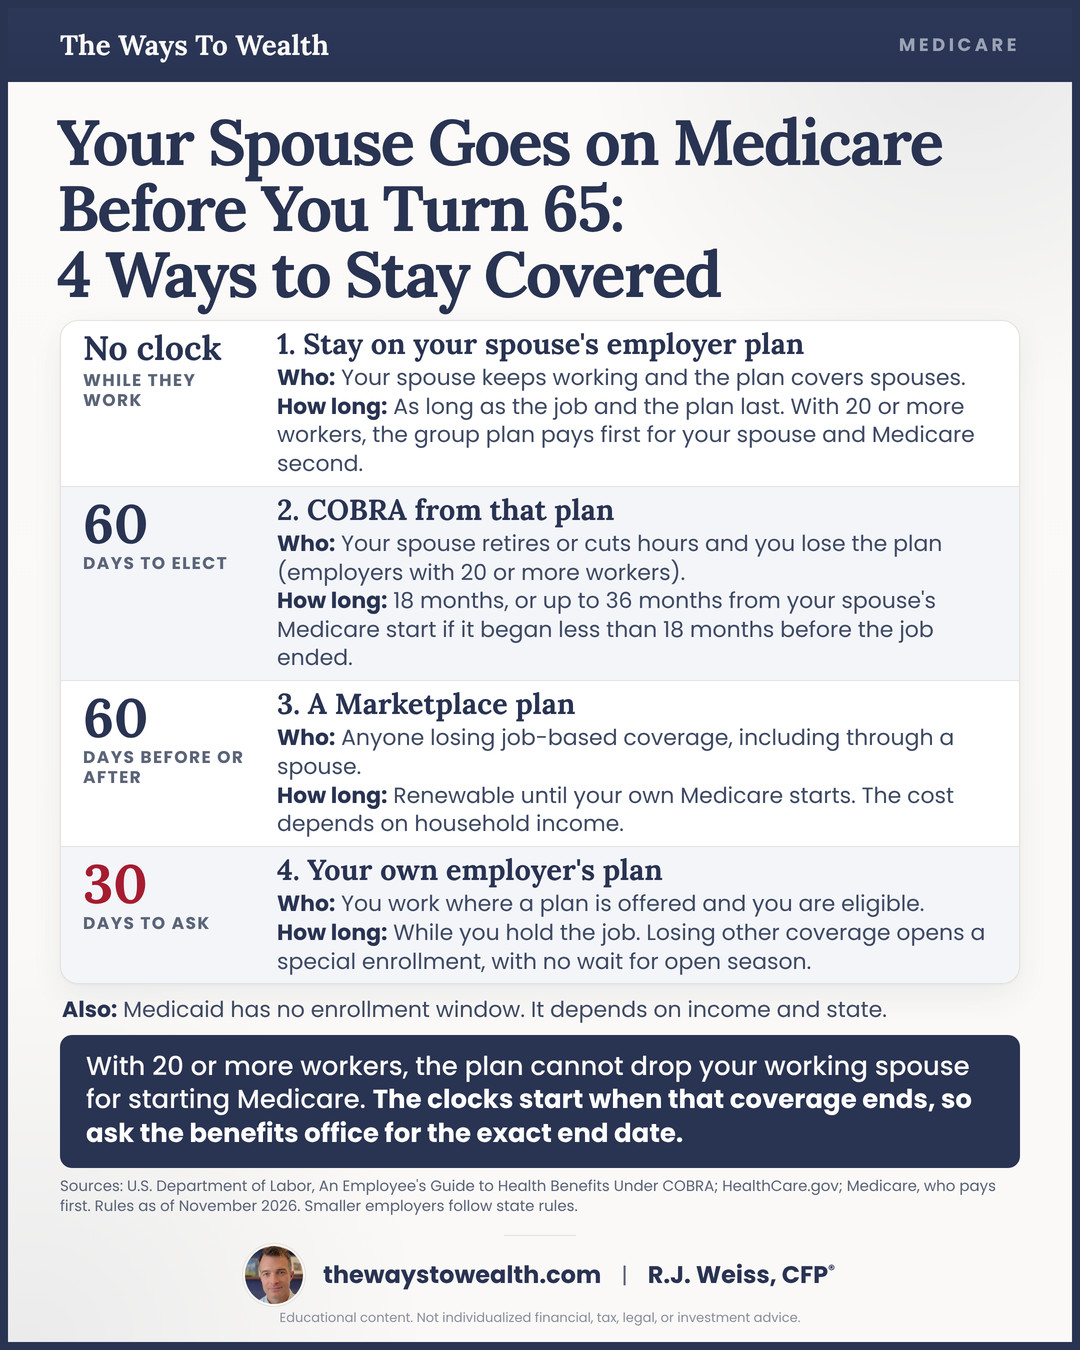 The Ways To Wealth
MEDICARE
Your Spouse Goes on Medicare
Before You Turn 65:
4 Ways to Stay Covered
No clock
WHILE THEY
WORK
1. Stay on your spouse's employer plan
Who: Your spouse keeps working and the plan covers spouses.
How long: As long as the job and the plan last. With 20 or more
workers, the group plan pays first for your spouse and Medicare
second.
60
DAYS TO ELECT
2. COBRA from that plan
Who: Your spouse retires or cuts hours and you lose the plan
(employers with 20 or more workers).
How long: 18 months, or up to 36 months from your spouse's
Medicare start if it began less than 18 months before the job
ended.
60
DAYS BEFORE OR
AFTER
3. A Marketplace plan
Who: Anyone losing job-based coverage, including through a
spouse.
How long: Renewable until your own Medicare starts. The cost
depends on household income.
30
DAYS TO ASK
4. Your own employer's plan
Who: You work where a plan is offered and you are eligible.
How long: While you hold the job. Losing other coverage opens a
special enrollment, with no wait for open season.
Also: Medicaid has no enrollment window. It depends on income and state.
With 20 or more workers, the plan cannot drop your working spouse
for starting Medicare. The clocks start when that coverage ends, so
ask the benefits office for the exact end date.
Sources: U.S. Department of Labor, An Employee's Guide to Health Benefits Under COBRA; HealthCare.gov; Medicare, who pays
first. Rules as of November 2026. Smaller employers follow state rules.
thewaystowealth.com | R.J. Weiss, CFP®
Educational content. Not individualized financial, tax, legal, or investment advice.